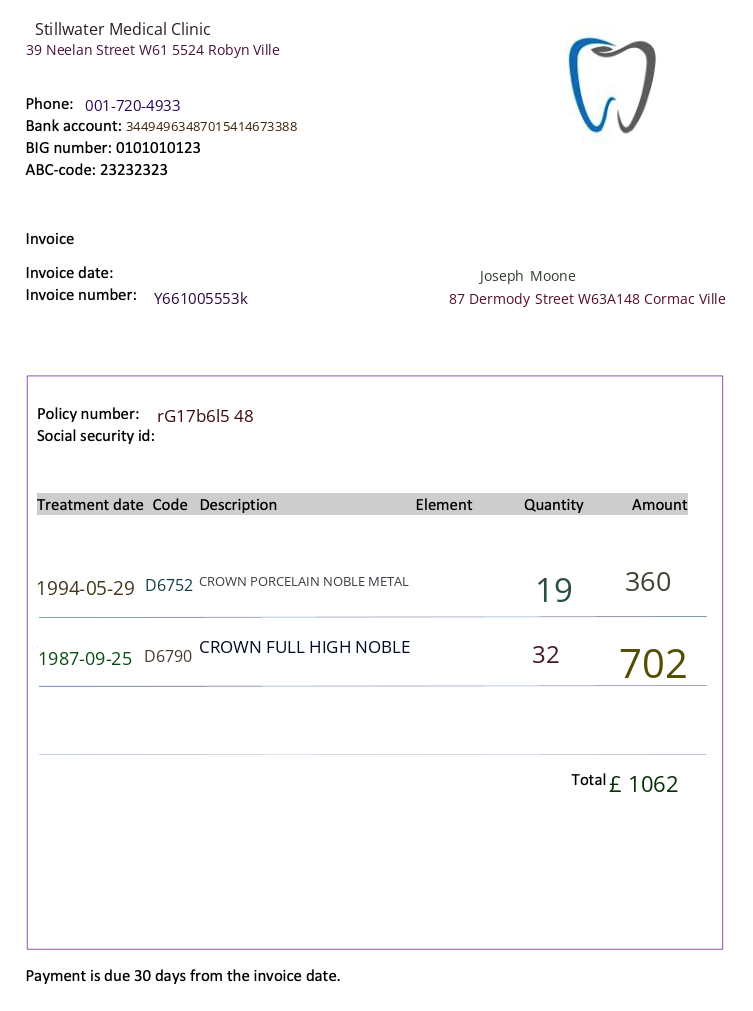 Stillwater Medical Clinic
39 Neelan Street W61 5524 Robyn Ville
Phone: 001-720-4933
Bank account: 34494963487015414673388
BIG number: 0101010123
ABC-code: 23232323
Invoice
Invoice date:
Invoice number: Y661005553k
Joseph Moone
87 Dermody Street W63A148 Cormac Ville
Policy number: rG17b6l5 48
Social security id:
Treatment date Code Description Element Quantity Amount
1994-05-29 D6752 CROWN PORCELAIN NOBLE METAL 19 360
1987-09-25 D6790 CROWN FULL HIGH NOBLE 32 702
Total £ 1062
Payment is due 30 days from the invoice date.